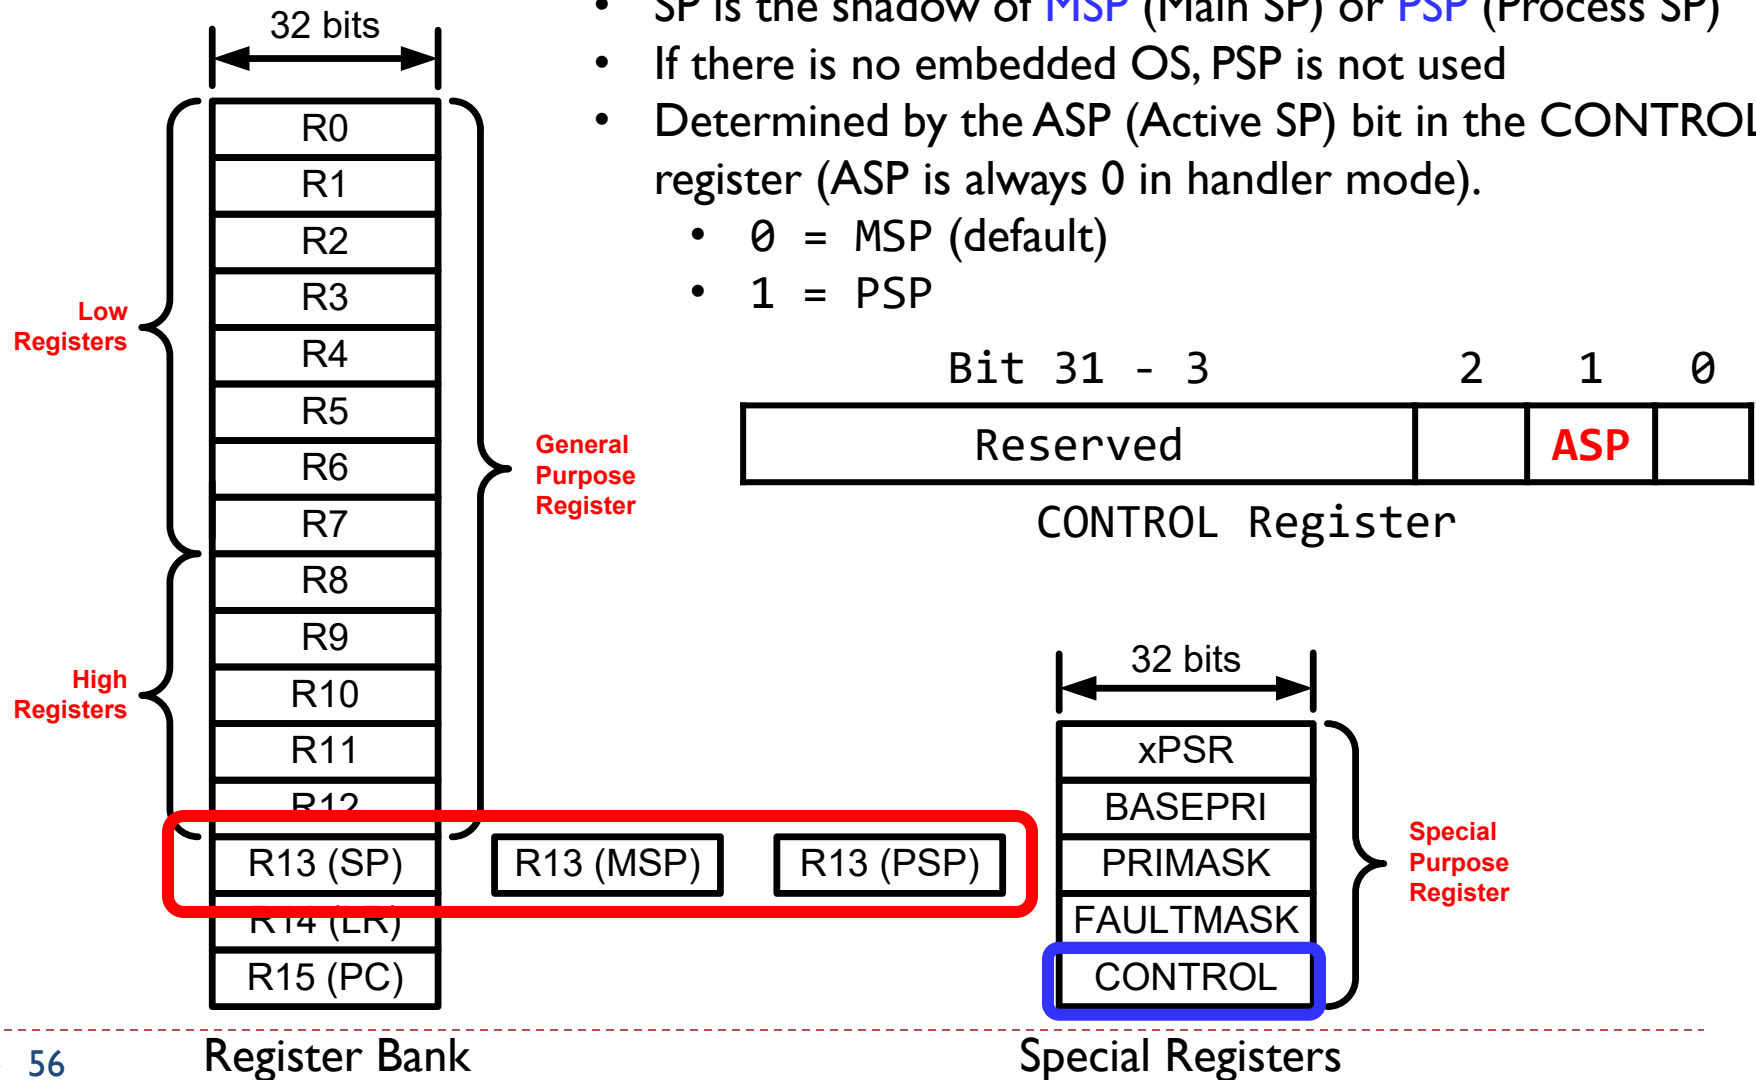 • SP is the shadow of MSP (Main SP) or PSP (Process SP)
• If there is no embedded OS, PSP is not used
• Determined by the ASP (Active SP) bit in the CONTROL
register (ASP is always 0 in handler mode).
• 0 = MSP (default)
• 1 = PSP
32 bits
R0
R1
R2
R3
R4
R5
R6
R7
R8
R9
R10
R11
R12
R13 (SP)
R14 (LR)
R15 (PC)
Low
Registers
High
Registers
General
Purpose
Register
R13 (MSP)
R13 (PSP)
Bit 31 - 3 2 1 0
Reserved ASP
CONTROL Register
32 bits
xPSR
BASEPRI
PRIMASK
FAULTMASK
CONTROL
Special
Purpose
Register
56
Register Bank
Special Registers